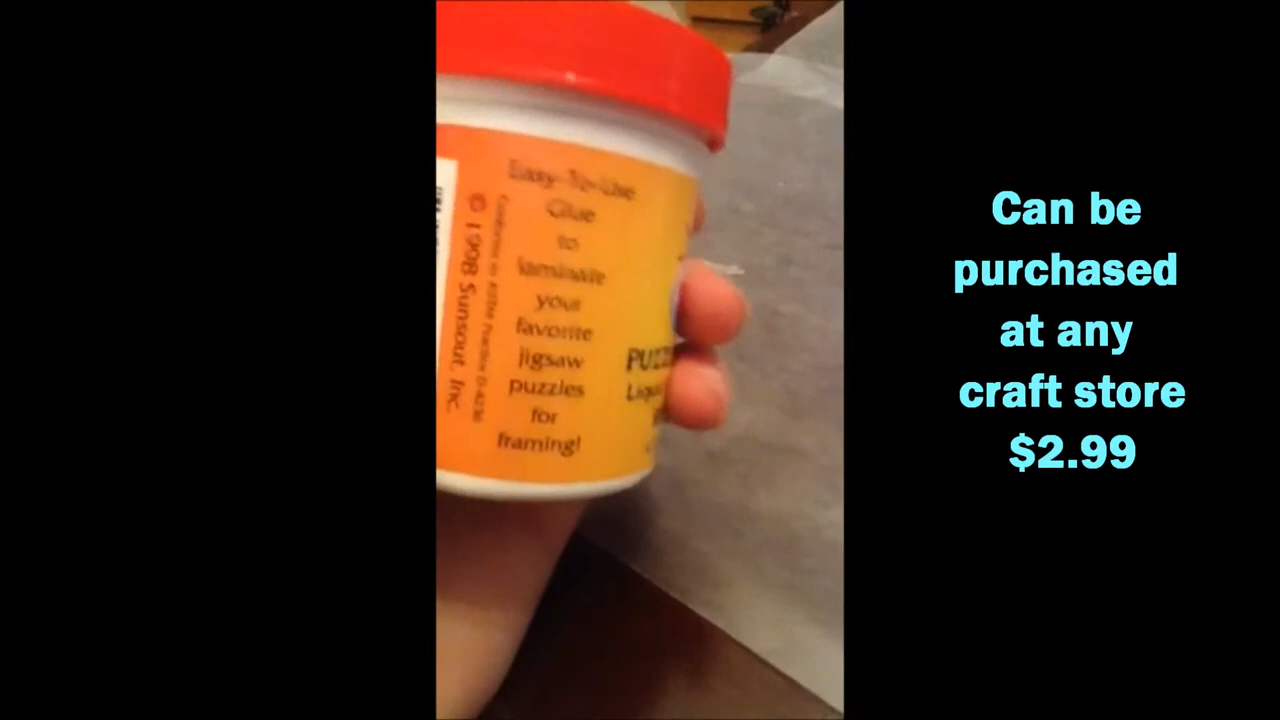 Easy-To-Use
Glue
to
laminate
your
favorite
jigsaw
puzzles
for
framing!
© 1998 Sunsout, Inc.
PUZZ
Can be
purchased
at any
craft store
$2.99